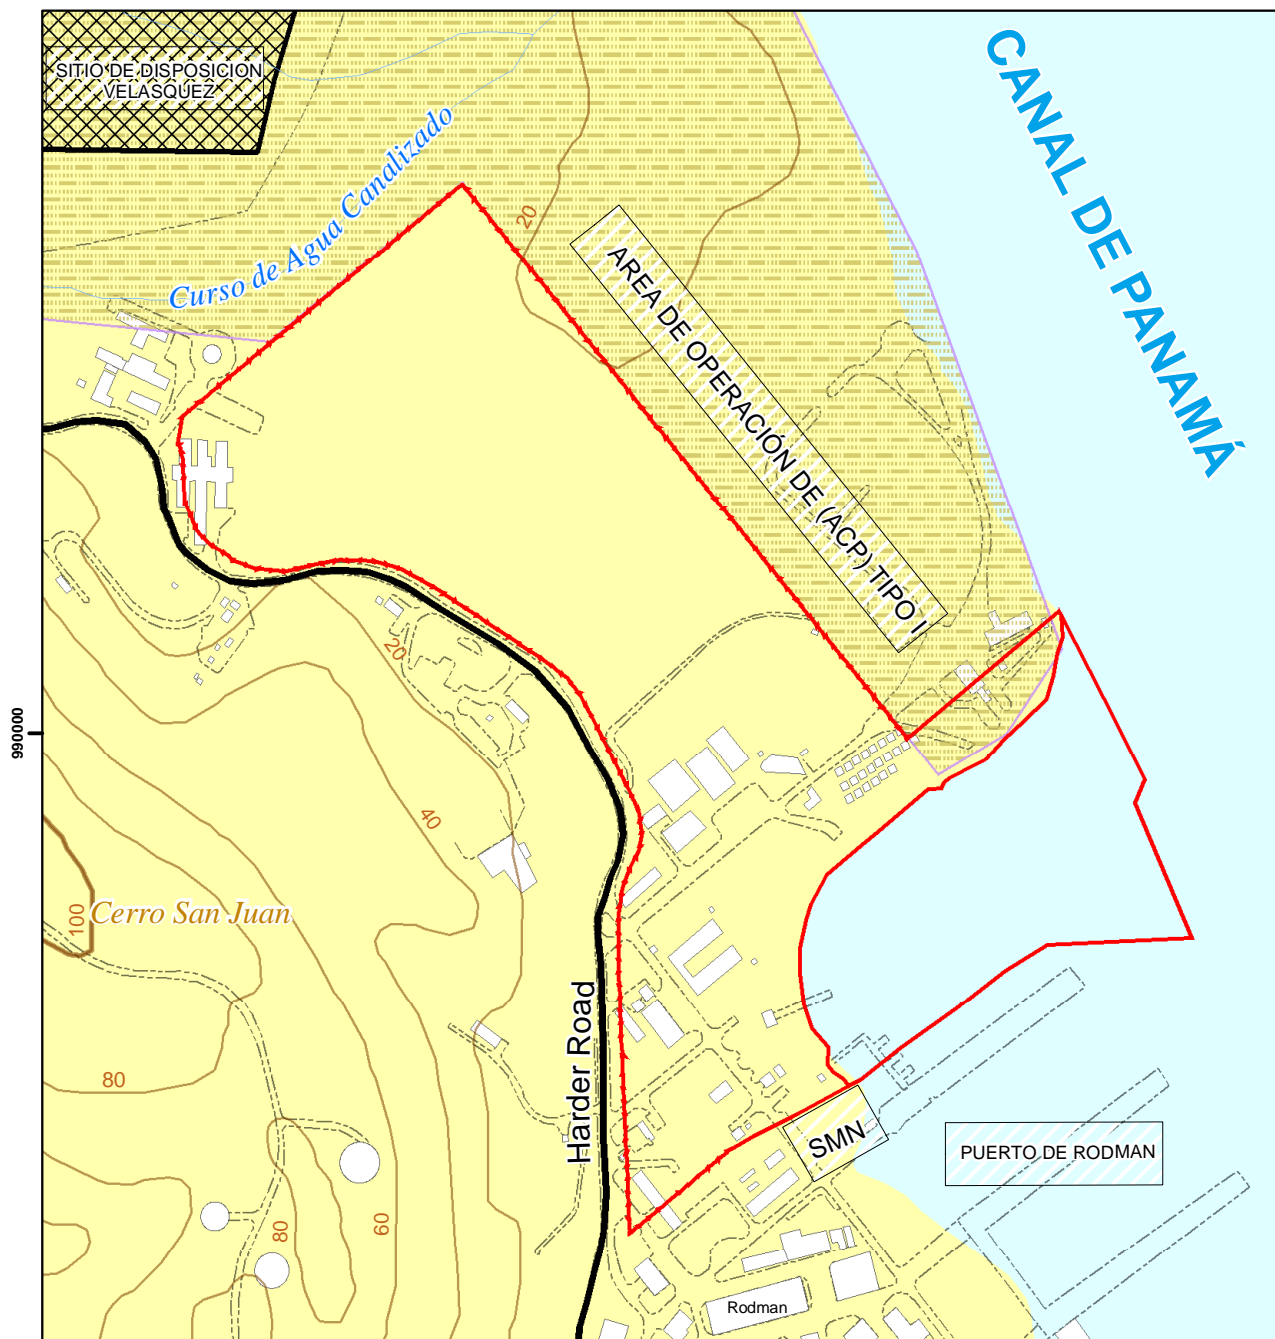 SITIO DE DISPOSICION
VELASQUEZ
CANAL DE PANAMÁ
Curso de Agua Canalizado
20
AREA DE OPERACIÓN DE (ACP) TIPO I
20
990000
40
100
Cerro San Juan
Harder Road
80
SMN
PUERTO DE RODMAN
80
60
Rodman